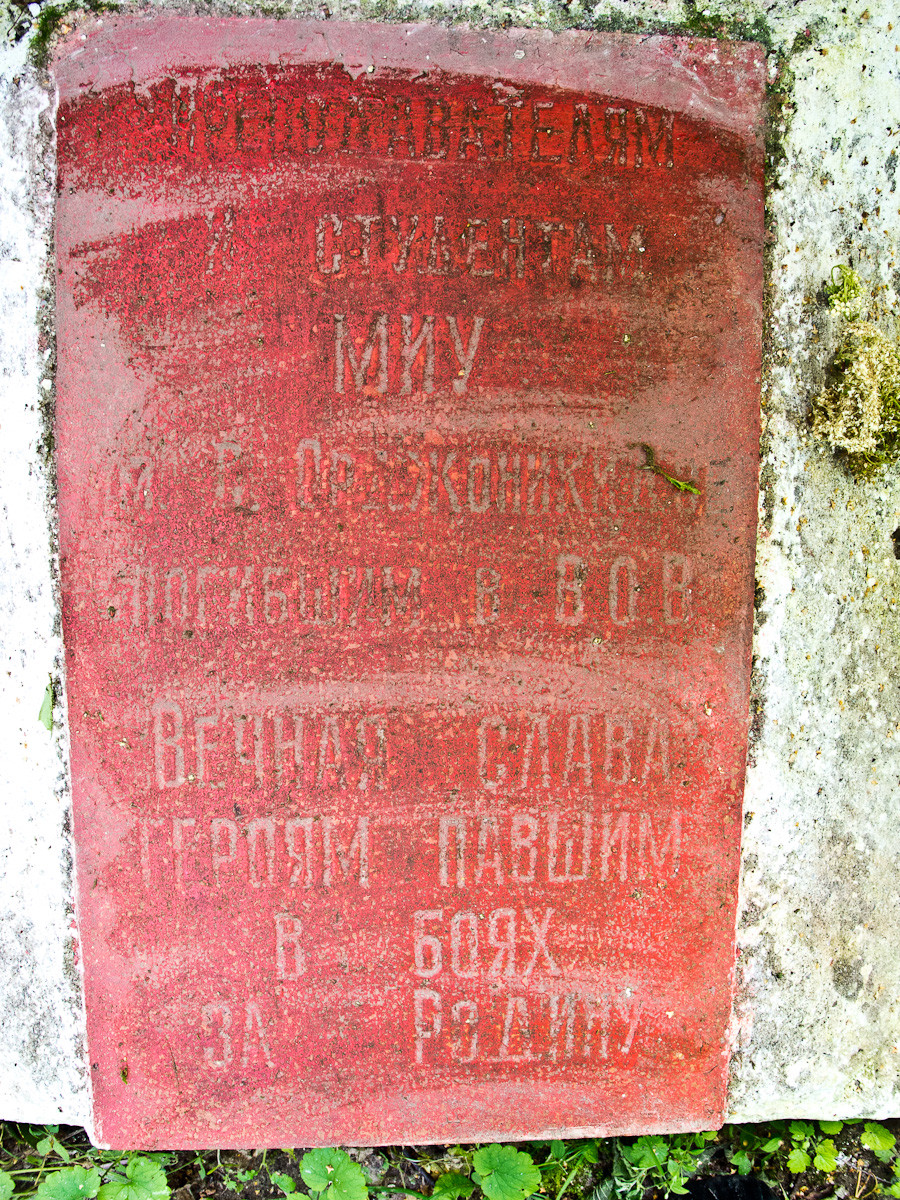 ПРЕПОДАВАТЕЛЯМ
И СТУДЕНТАМ
МИУ
им. С. Орджоникидзе
ПОГИБШИМ В В.О.В
ВЕЧНАЯ СЛАВА
ГЕРОЯМ ПАВШИМ
В БОЯХ
ЗА РОДИНУ